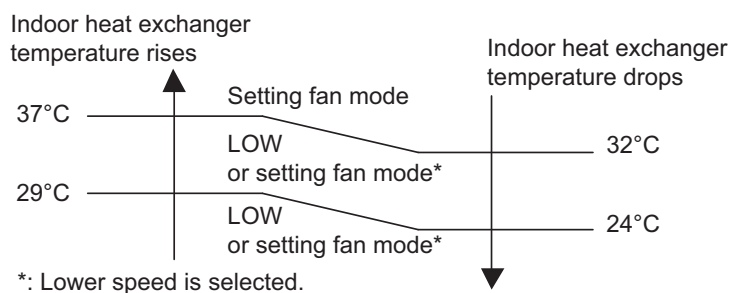 Indoor heat exchanger
temperature rises
Indoor heat exchanger
temperature drops
Setting fan mode
37°C
LOW
or setting fan mode*
32°C
29°C
LOW
or setting fan mode*
24°C
*: Lower speed is selected.